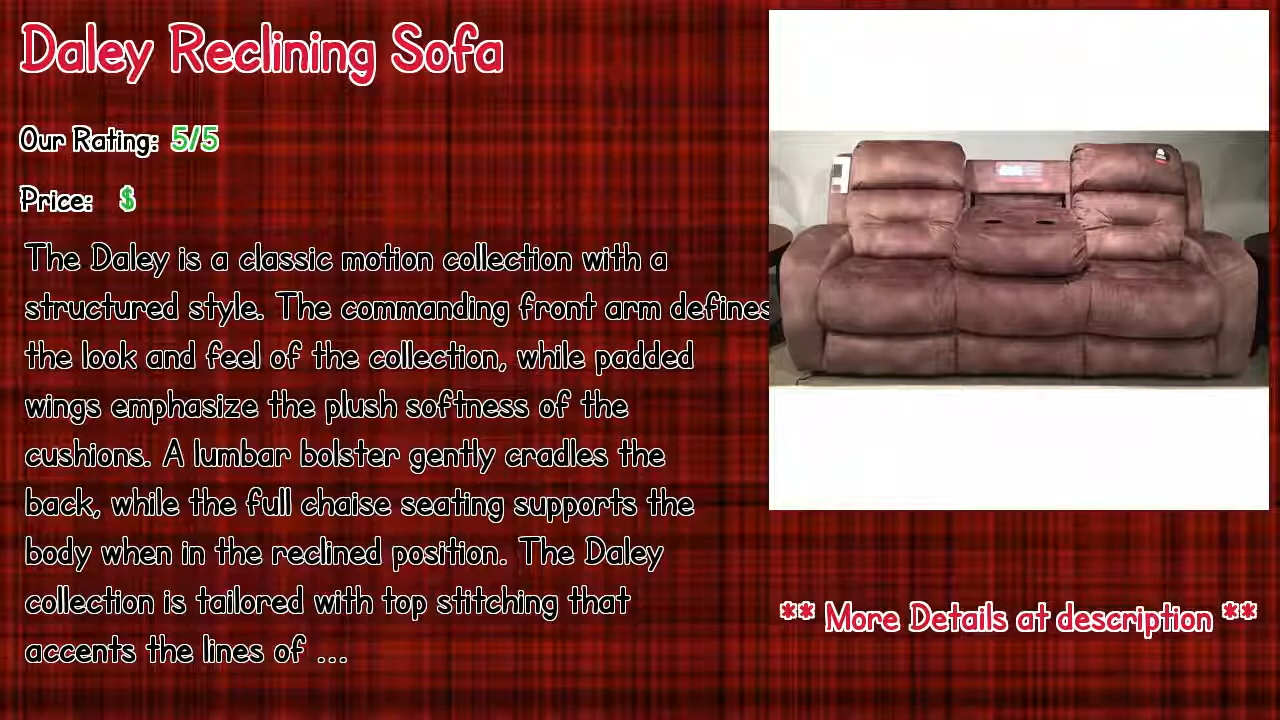 Daley Reclining Sofa
Our Rating: 5/5
Price: $
The Daley is a classic motion collection with a
structured style. The commanding front arm defines
the look and feel of the collection, while padded
wings emphasize the plush softness of the
cushions. A lumbar bolster gently cradles the
back, while the full chaise seating supports the
body when in the reclined position. The Daley
collection is tailored with top stitching that
accents the lines of ...
** More Details at description **